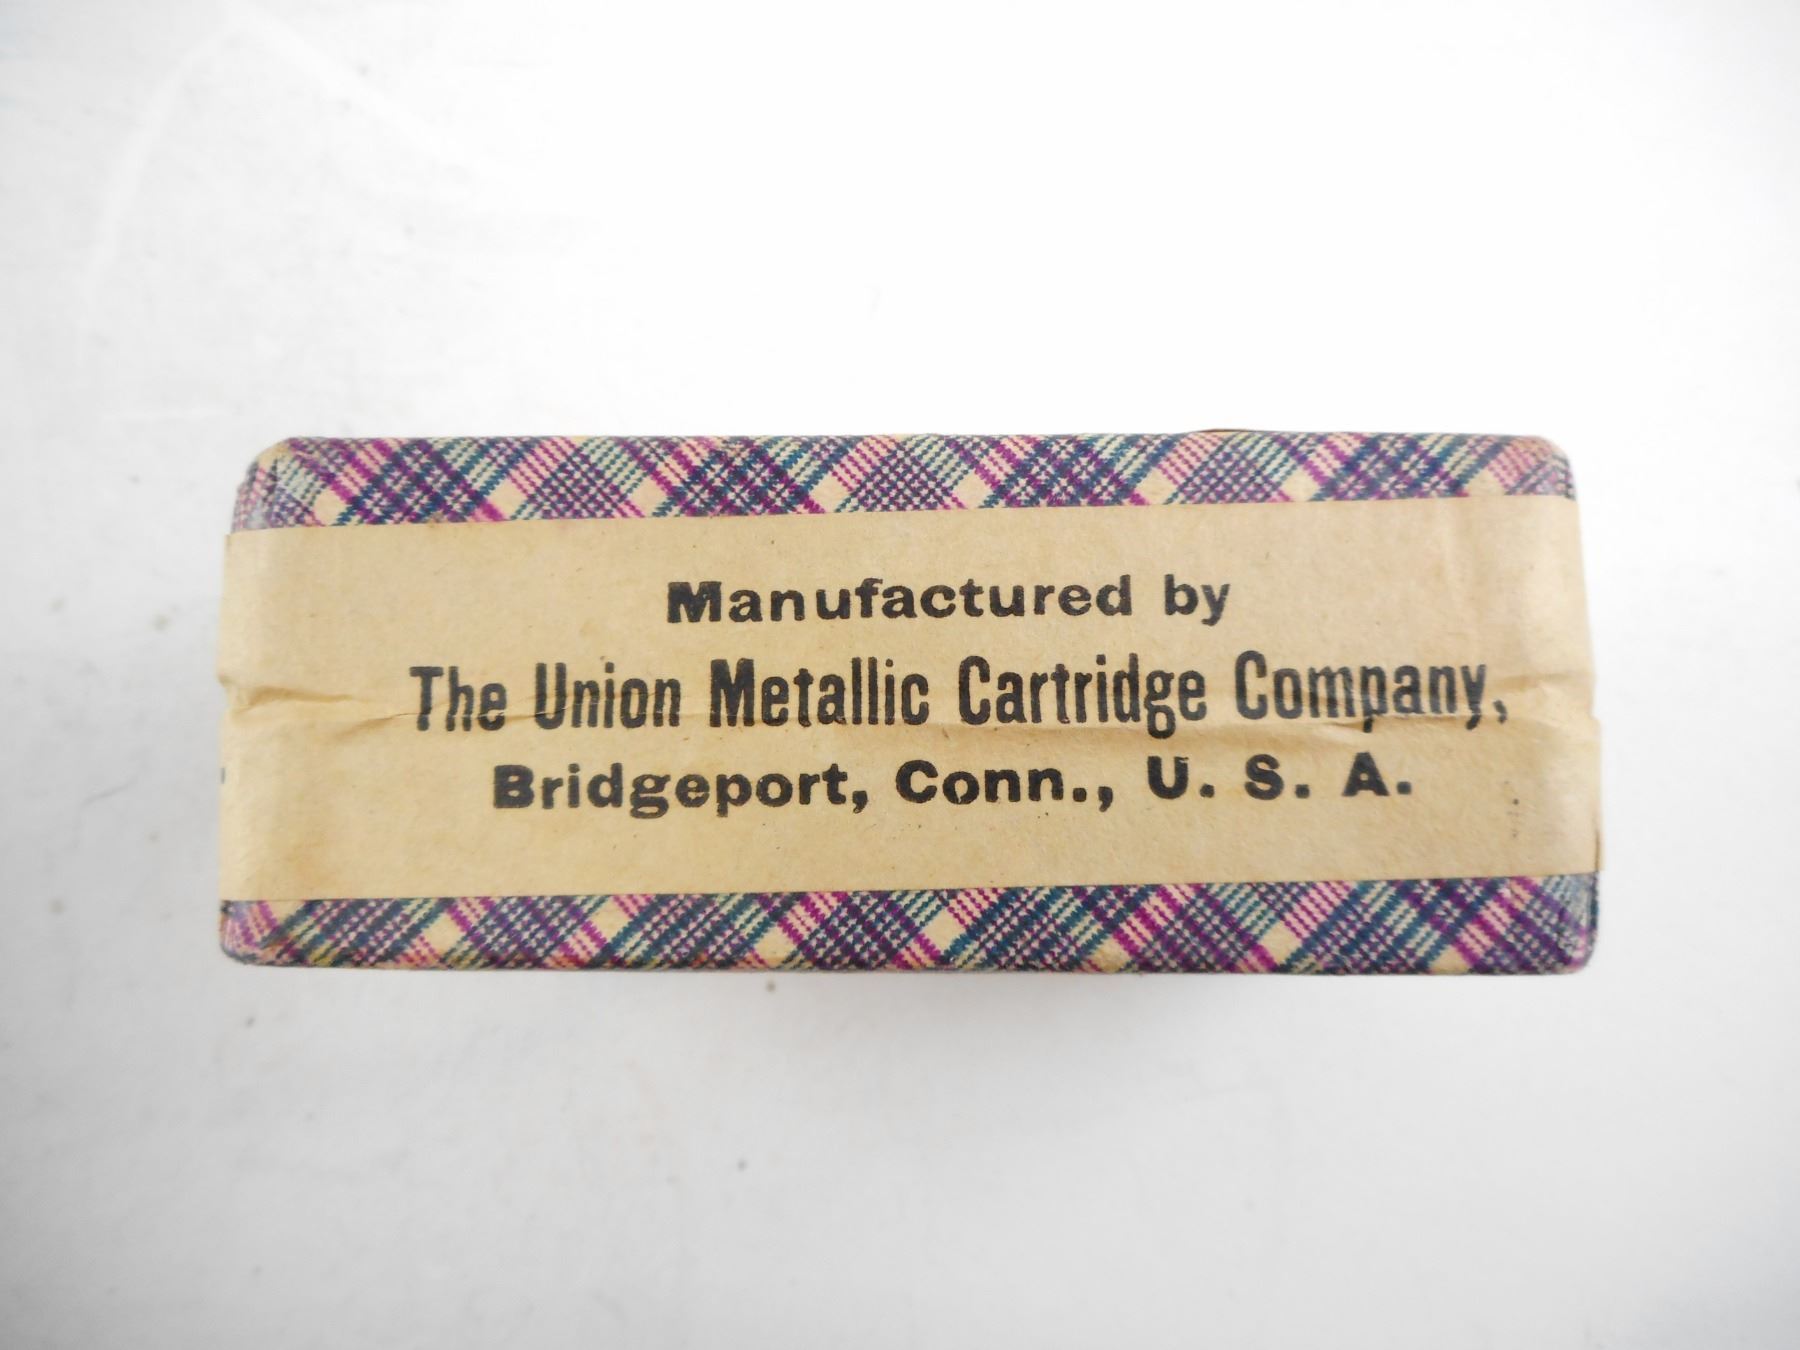 Manufactured by
The Union Metallic Cartridge Company,
Bridgeport, Conn., U. S. A.